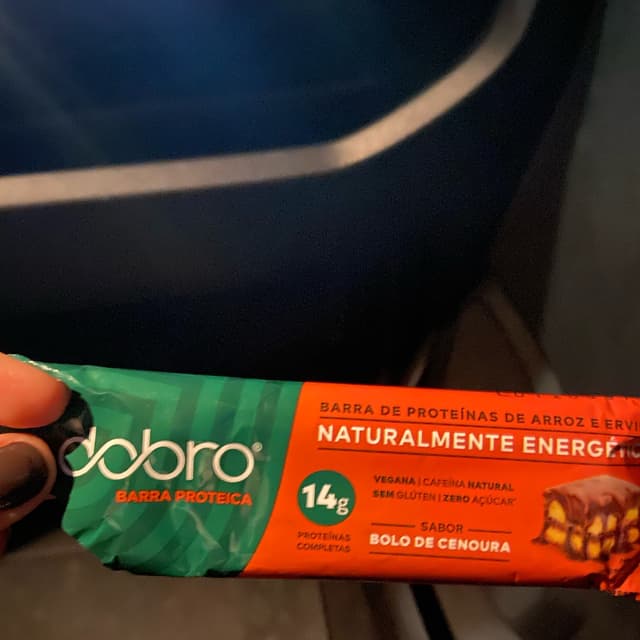 dobro
BARRA PROTEICA
BARRA DE PROTEÍNAS DE ARROZ E
NATURALMENTE ENERGÉTICO
14g
PROTEÍNAS
COMPLETAS
VEGANA | CAFEÍNA NATURAL
SEM GLÚTEN | ZERO AÇÚCAR*
SABOR
BOLO DE CENOURA